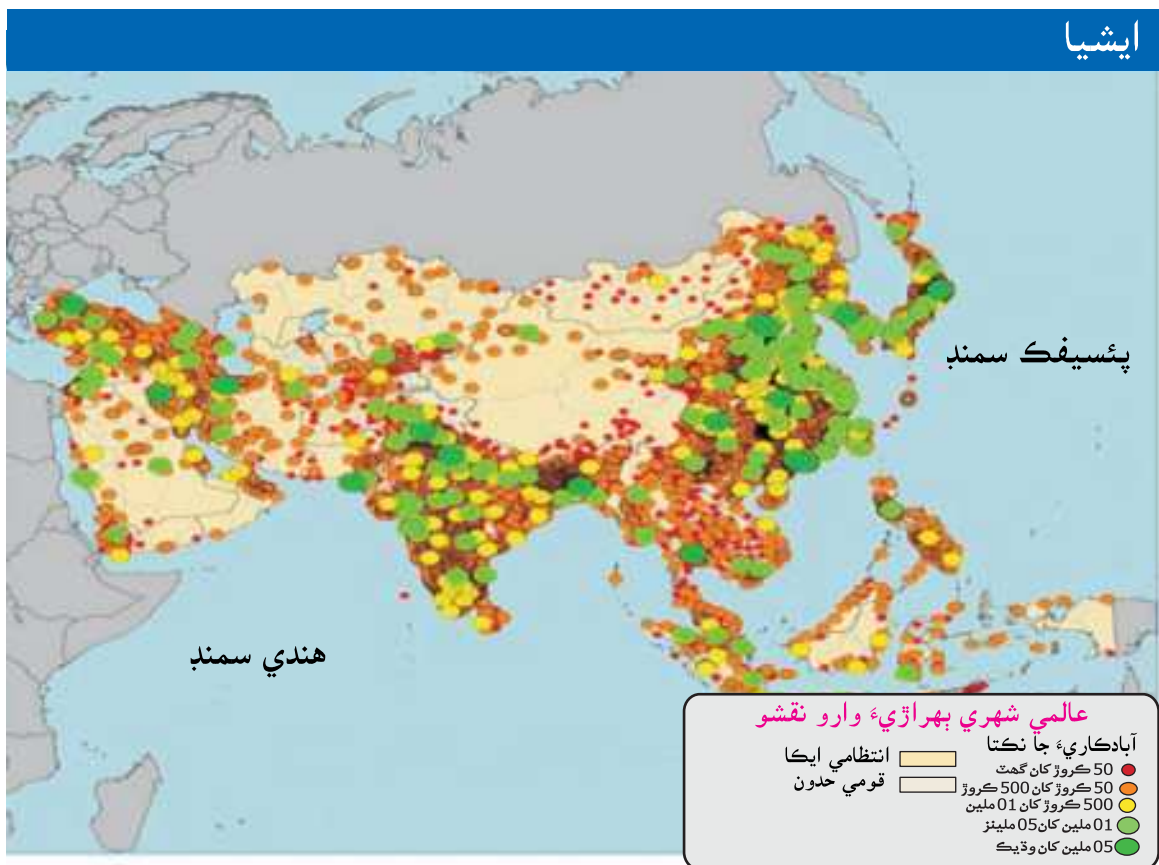 ايشيا
پئسيفڪ سمنڊ
هندي سمنڊ
عالمي شهري ٻهراڙيءَ وارو نقشو
آبادڪاريءَ جا نڪتا
50 ڪروڙ کان گهٽ
50 ڪروڙ کان 500 ڪروڙ
500 ڪروڙ کان 01 ملين
01 ملين کان 05 ملينز
05 ملين کان وڌيڪ
انتظامي ايڪا
قومي حدون